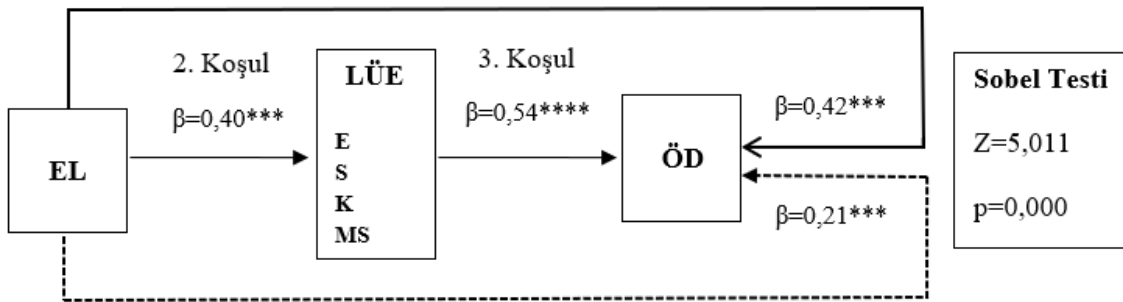 EL
2. Koşul
β=0,40***
LÜE
E
S
K
MS
3. Koşul
β=0,54****
ÖD
β=0,42***
β=0,21***
Sobel Testi
Z=5,011
p=0,000